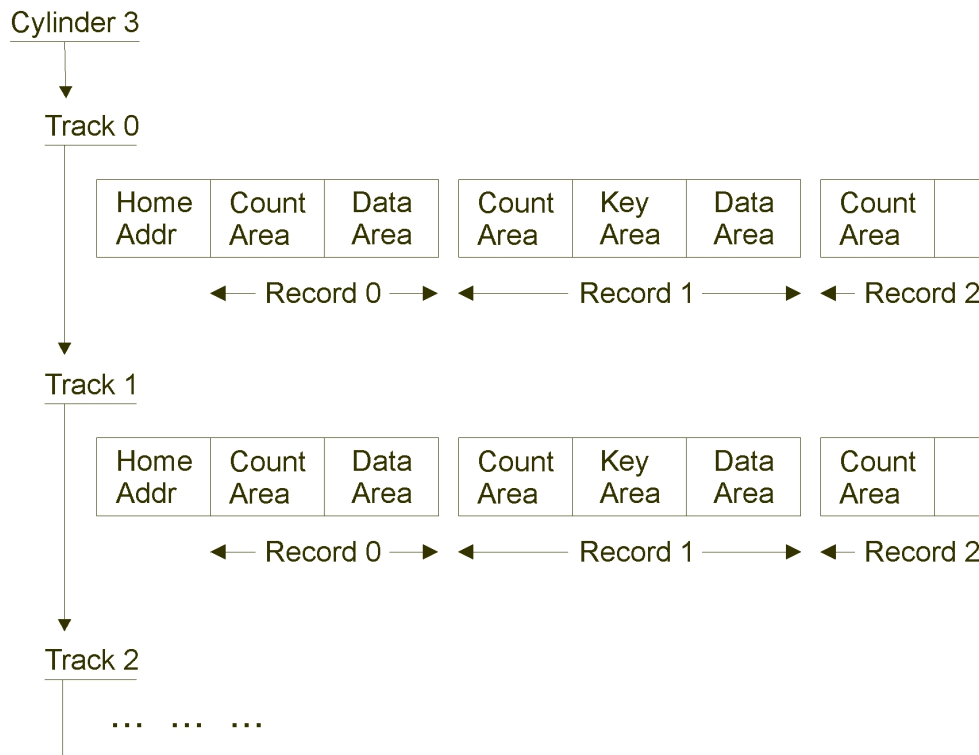 Cylinder 3
Track 0
Home Addr Count Area Data Area Count Area Key Area Data Area Count Area
Record 0 Record 1 Record 2
Track 1
Home Addr Count Area Data Area Count Area Key Area Data Area Count Area
Record 0 Record 1 Record 2
Track 2
... ... ...